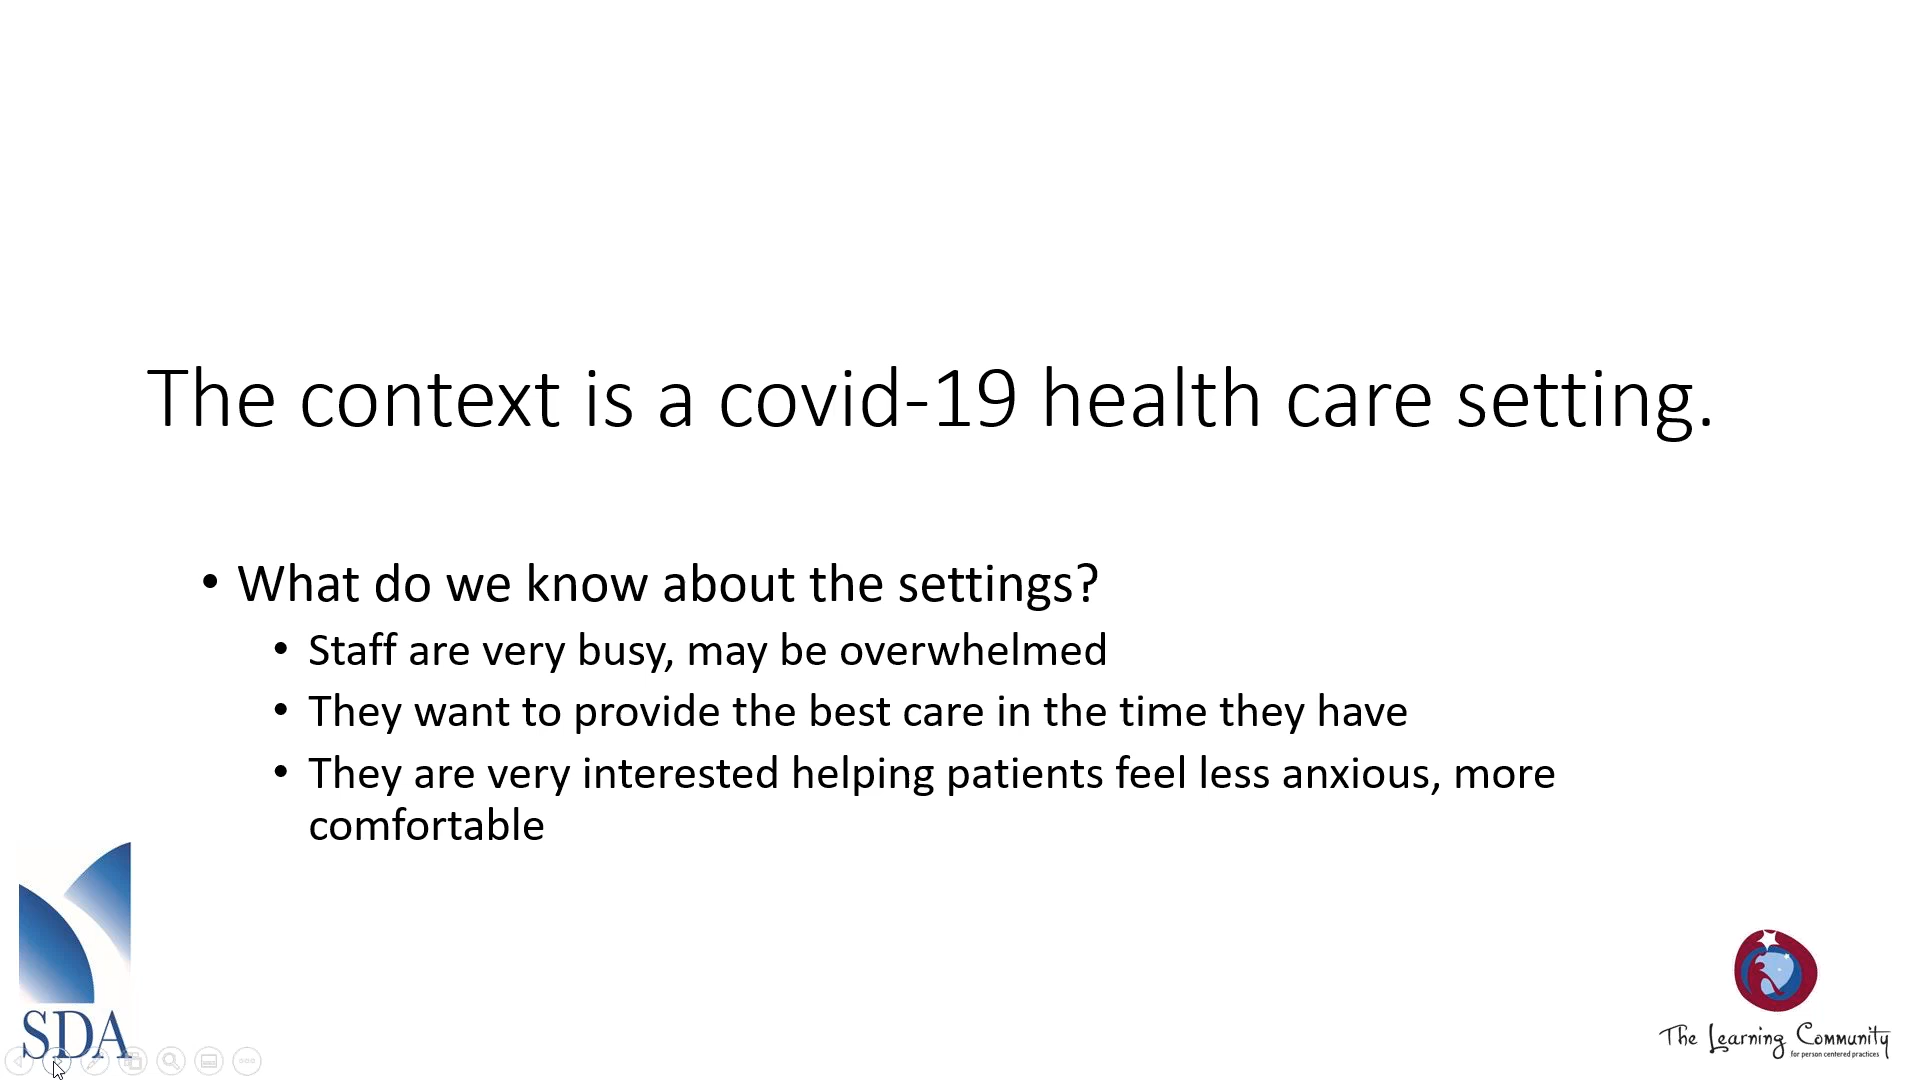 The context is a covid-19 health care setting.
• What do we know about the settings?
• Staff are very busy, may be overwhelmed
• They want to provide the best care in the time they have
• They are very interested helping patients feel less anxious, more
comfortable
SDA
The Learning Community
for person centered practices